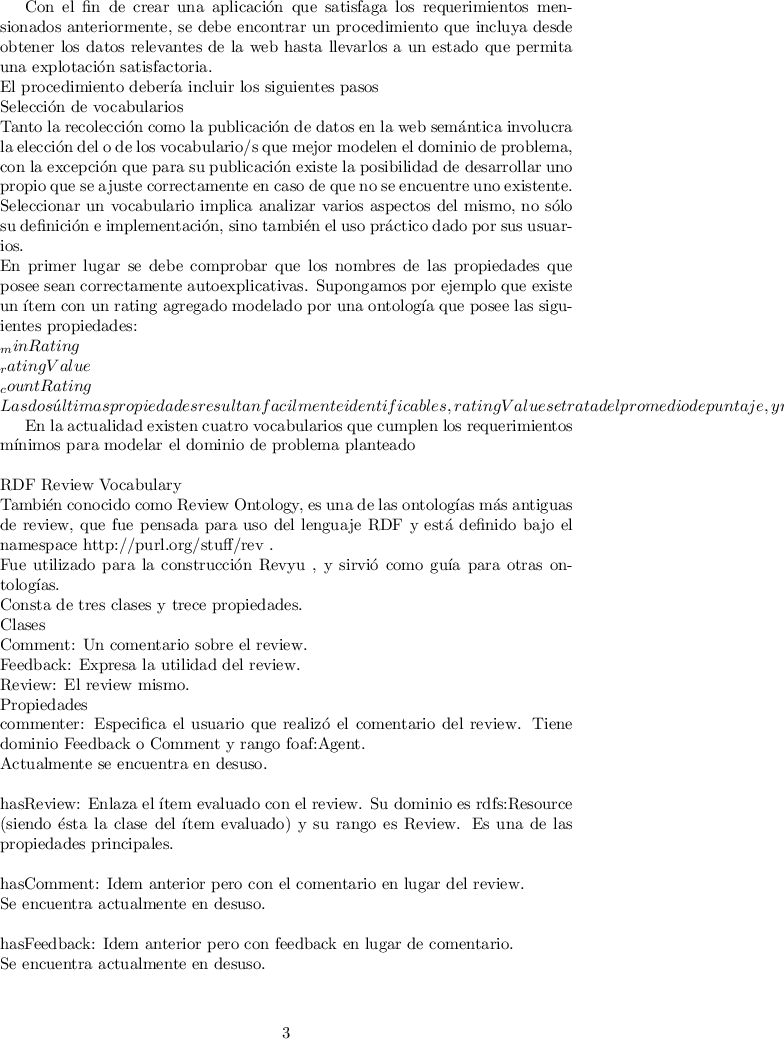 Con el fin de crear una aplicación que satisfaga los requerimientos men-
sionados anteriormente, se debe encontrar un procedimiento que incluya desde
obtener los datos relevantes de la web hasta llevarlos a un estado que permita
una explotación satisfactoria.
El procedimiento debería incluir los siguientes pasos
Selección de vocabularios
Tanto la recolección como la publicación de datos en la web semántica involucra
la elección del o de los vocabulario/s que mejor modelen el dominio de problema,
con la excepción que para su publicación existe la posibilidad de desarrollar uno
propio que se ajuste correctamente en caso de que no se encuentre uno existente.
Seleccionar un vocabulario implica analizar varios aspectos del mismo, no sólo
su definición e implementación, sino también el uso práctico dado por sus usuar-
ios.
En primer lugar se debe comprobar que los nombres de las propiedades que
posee sean correctamente autoexplicativas. Supongamos por ejemplo que existe
un ítem con un rating agregado modelado por una ontología que posee las sigu-
ientes propiedades:
minRating
ratingValue
countRating
Lasdosúltimaspropiedadesresultanfacilmenteidentificables, ratingValuesetratadelpromediodepuntaje, yr
En la actualidad existen cuatro vocabularios que cumplen los requerimientos
mínimos para modelar el dominio de problema planteado
RDF Review Vocabulary
También conocido como Review Ontology, es una de las ontologías más antiguas
de review, que fue pensada para uso del lenguaje RDF y está definido bajo el
namespace http://purl.org/stuff/rev .
Fue utilizado para la construcción Revyu , y sirvió como guía para otras on-
tologías.
Consta de tres clases y trece propiedades.
Clases
Comment: Un comentario sobre el review.
Feedback: Expresa la utilidad del review.
Review: El review mismo.
Propiedades
commenter: Especifica el usuario que realizó el comentario del review. Tiene
dominio Feedback o Comment y rango foaf:Agent.
Actualmente se encuentra en desuso.
hasReview: Enlaza el ítem evaluado con el review. Su dominio es rdfs:Resource
(siendo ésta la clase del ítem evaluado) y su rango es Review. Es una de las
propiedades principales.
hasComment: Idem anterior pero con el comentario en lugar del review.
Se encuentra actualmente en desuso.
hasFeedback: Idem anterior pero con feedback en lugar de comentario.
Se encuentra actualmente en desuso.
3